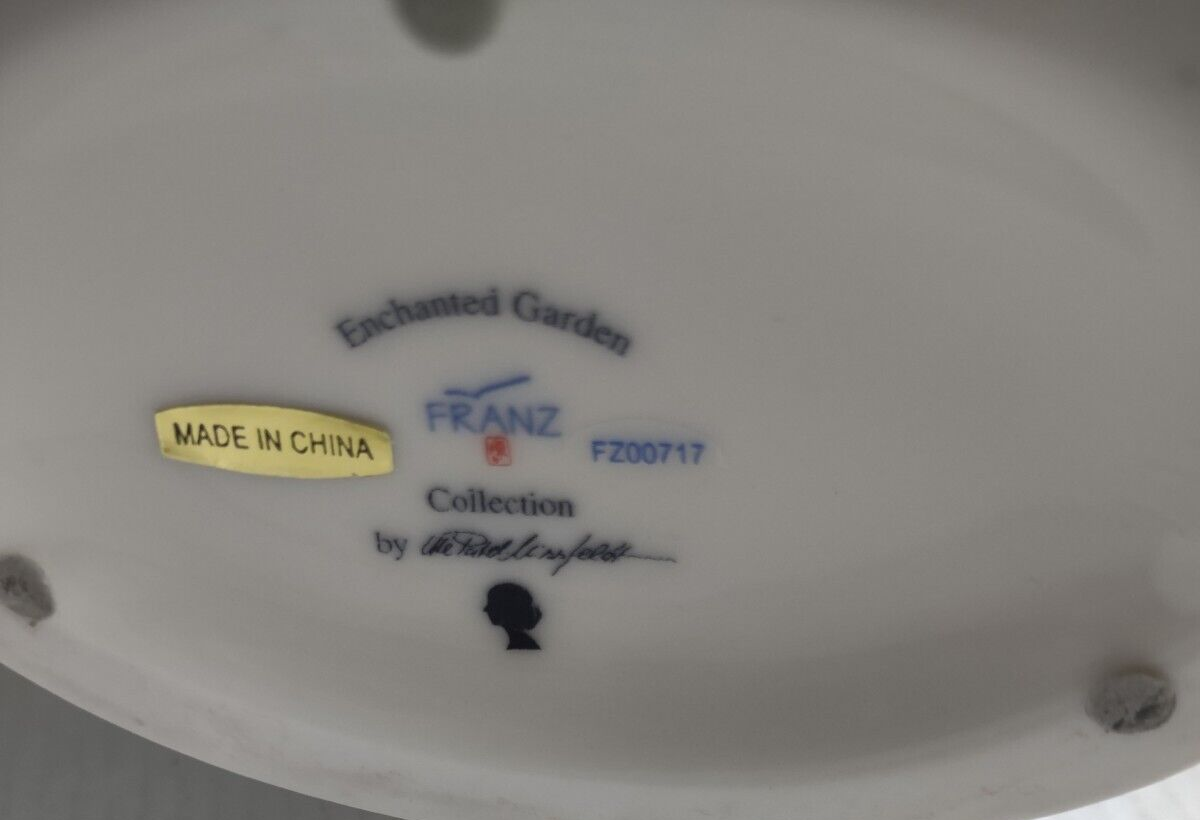 Enchanted Garden
MADE IN CHINA
FRANZ
FZ00717
Collection
by